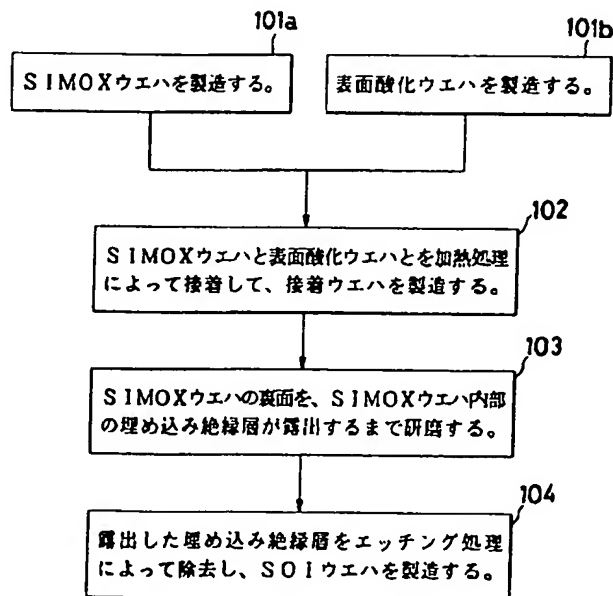 101a
101b
SIMOXウエハを製造する。
表面酸化ウエハを製造する。
102
SIMOXウエハと表面酸化ウエハとを加熱処理
によって接着して、接着ウエハを製造する。
103
SIMOXウエハの裏面を、SIMOXウエハ内部
の埋め込み絶縁層が露出するまで研磨する。
104
露出した埋め込み絶縁層をエッチング処理
によって除去し、SOIウエハを製造する。